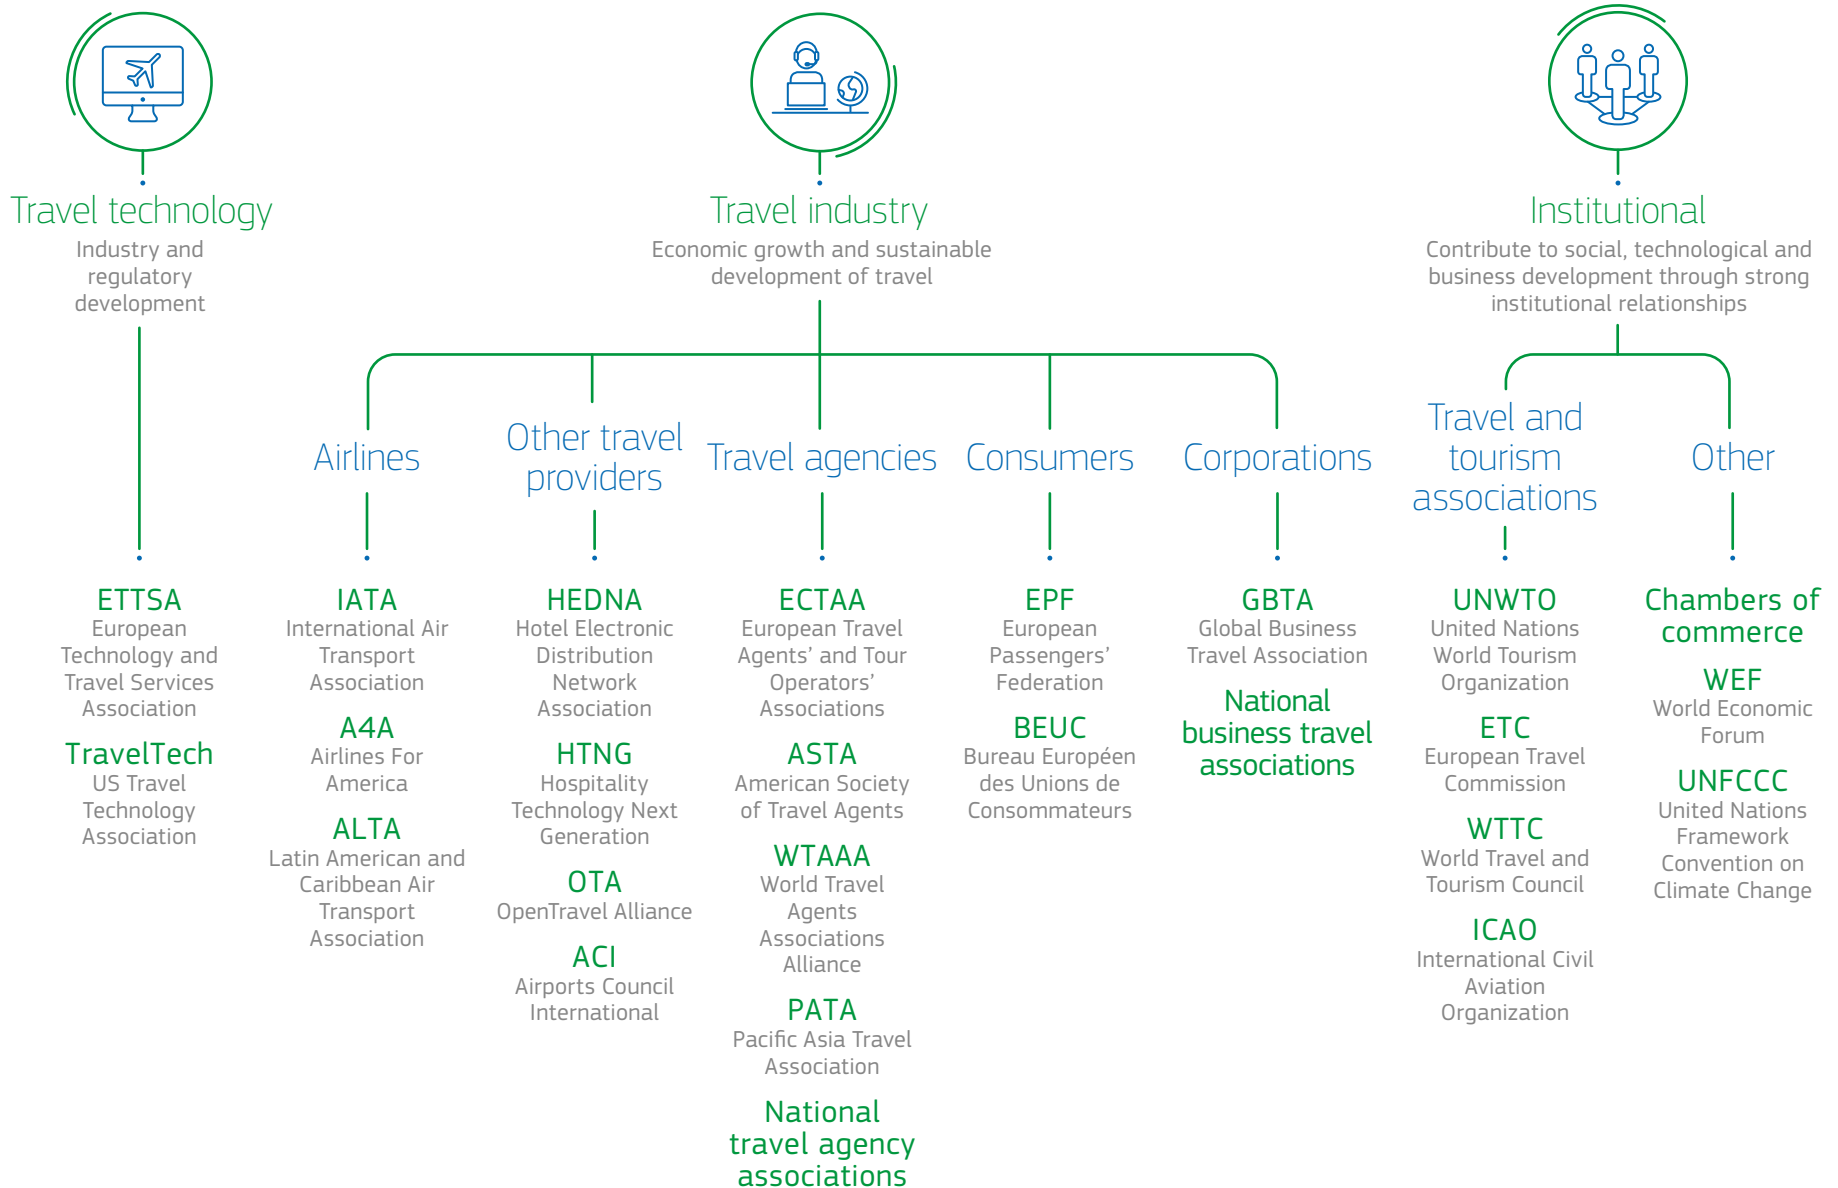 Travel technology
Industry and
regulatory
development
Travel industry
Economic growth and sustainable
development of travel
Institutional
Contribute to social, technological and
business development through strong
institutional relationships
ETTSA
European
Technology and
Travel Services
Association
TravelTech
US Travel
Technology
Association
Airlines
IATA
International Air
Transport
Association
A4A
Airlines For
America
ALTA
Latin American and
Caribbean Air
Transport
Association
Other travel
providers
HEDNA
Hotel Electronic
Distribution
Network
Association
HTNG
Hospitality
Technology Next
Generation
OTA
OpenTravel Alliance
ACI
Airports Council
International
Travel agencies
ECTAA
European Travel
Agents’ and Tour
Operators’
Associations
ASTA
American Society
of Travel Agents
WTAAA
World Travel
Agents
Associations
Alliance
PATA
Pacific Asia Travel
Association
National
travel agency
associations
Consumers
EPF
European
Passengers’
Federation
BEUC
Bureau Européen
des Unions de
Consommateurs
Corporations
GBTA
Global Business
Travel Association
National
business travel
associations
Travel and
tourism
associations
UNWTO
United Nations
World Tourism
Organization
ETC
European Travel
Commission
WTTC
World Travel and
Tourism Council
ICAO
International Civil
Aviation
Organization
Other
Chambers of
commerce
WEF
World Economic
Forum
UNFCCC
United Nations
Framework
Convention on
Climate Change